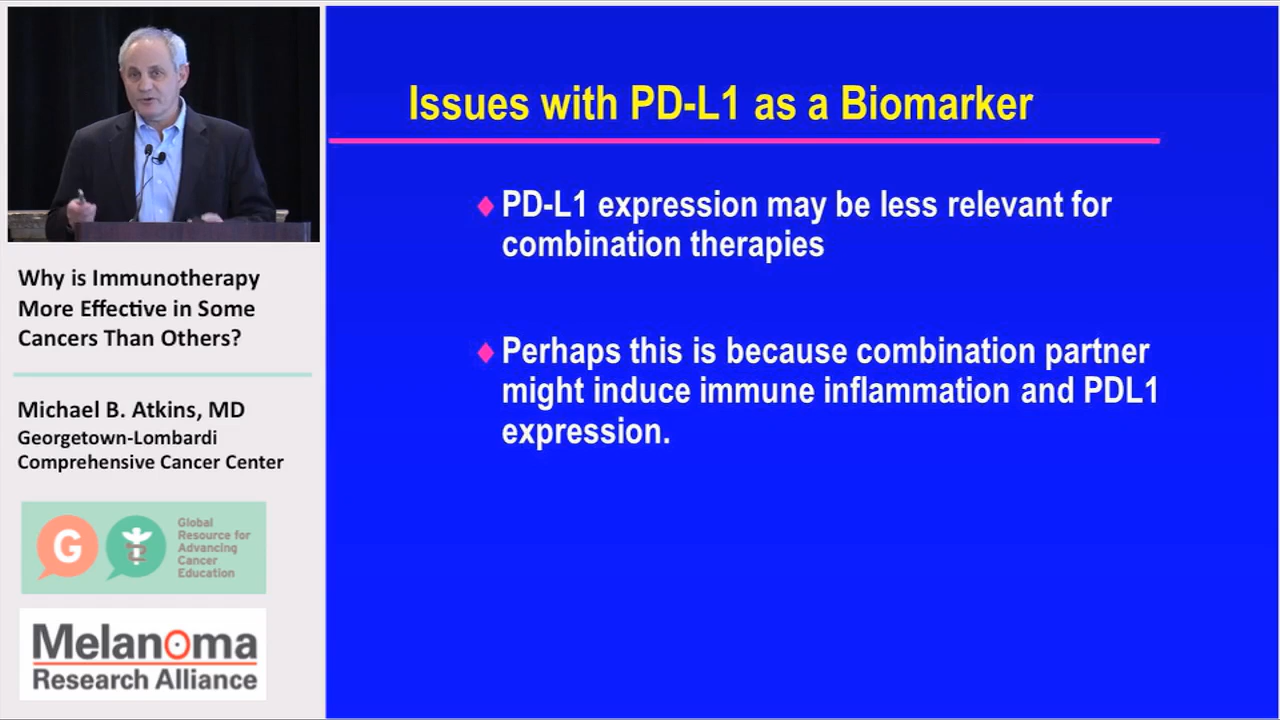 Issues with PD-L1 as a Biomarker
PD-L1 expression may be less relevant for
combination therapies
Perhaps this is because combination partner
might induce immune inflammation and PDL1
expression.
Why is Immunotherapy
More Effective in Some
Cancers Than Others?
Michael B. Atkins, MD
Georgetown-Lombardi
Comprehensive Cancer Center
G
Global
Resource for
Advancing
Cancer
Education
Melanoma
Research Alliance